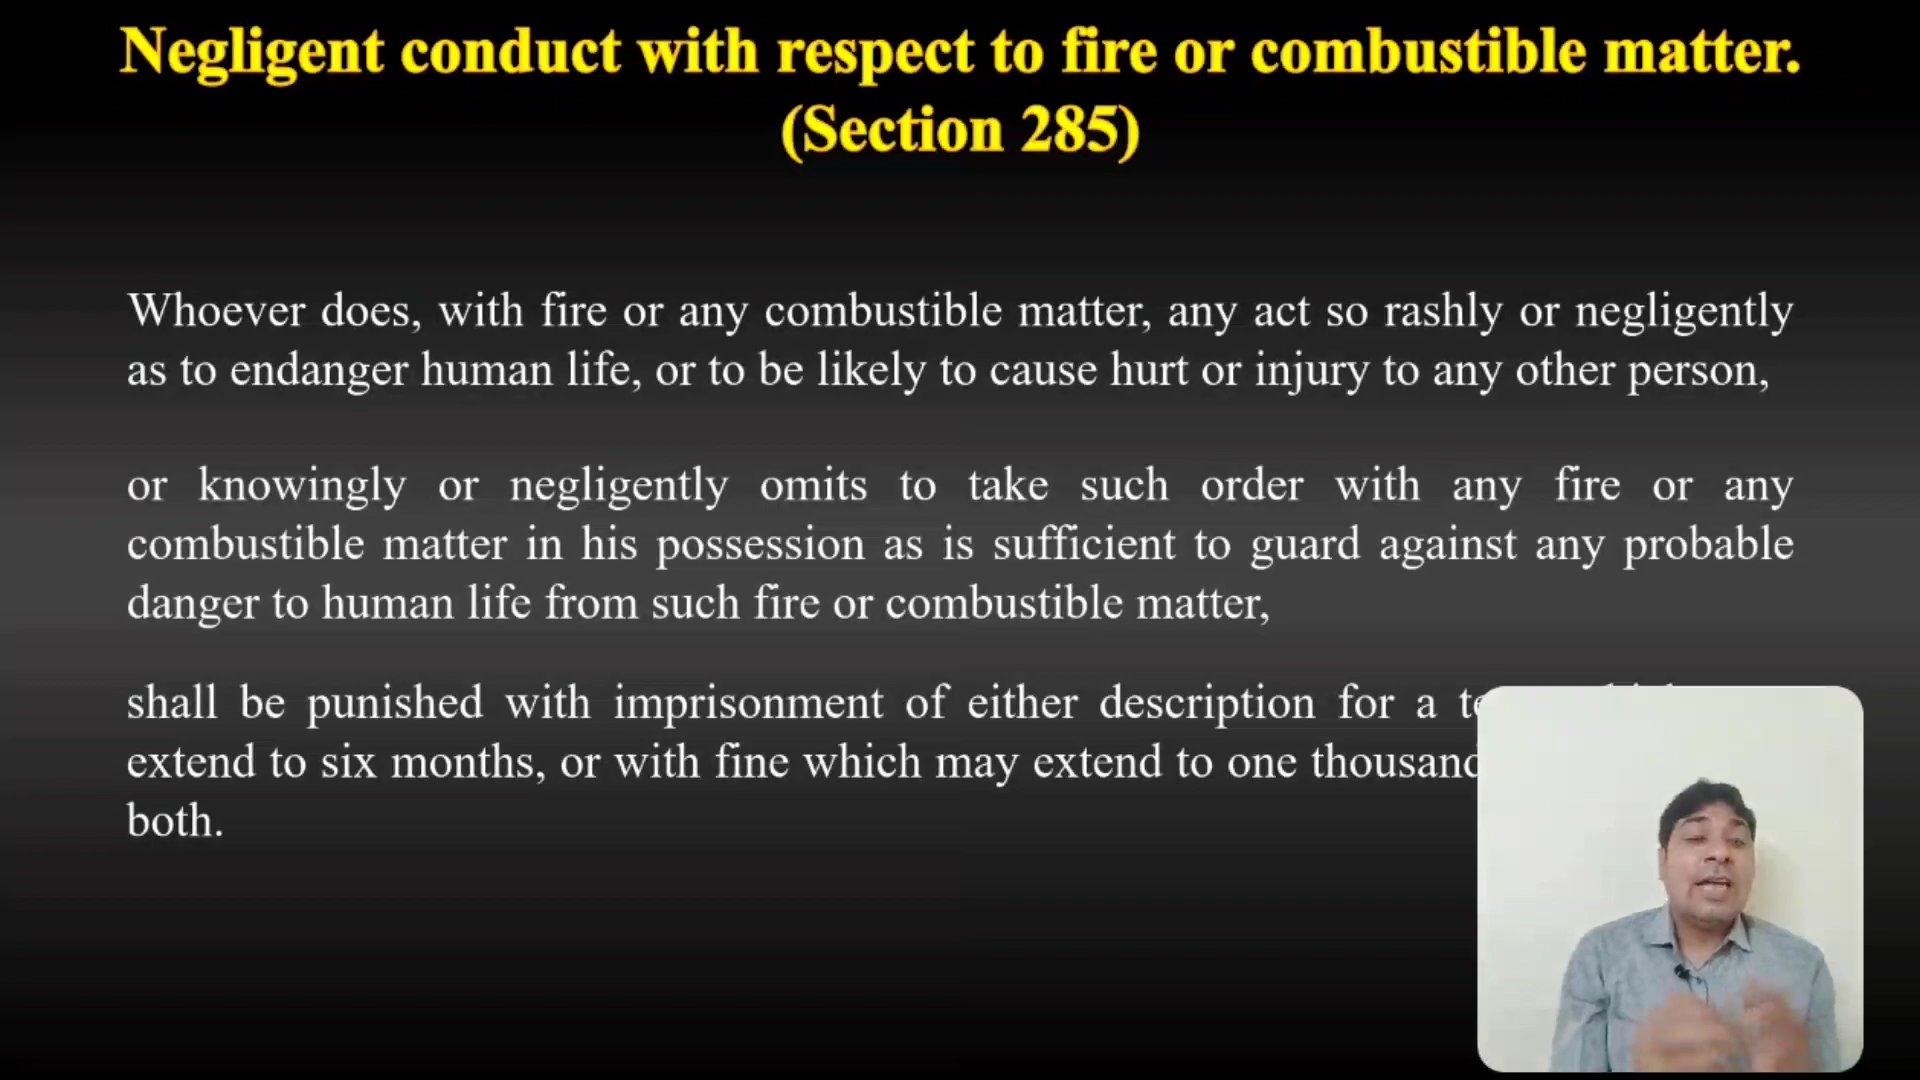 Negligent conduct with respect to fire or combustible matter.
(Section 285)
Whoever does, with fire or any combustible matter, any act so rashly or negligently
as to endanger human life, or to be likely to cause hurt or injury to any other person,
or knowingly or negligently omits to take such order with any fire or any
combustible matter in his possession as is sufficient to guard against any probable
danger to human life from such fire or combustible matter,
shall be punished with imprisonment of either description for a
extend to six months, or with fine which may extend to one thousand
both.